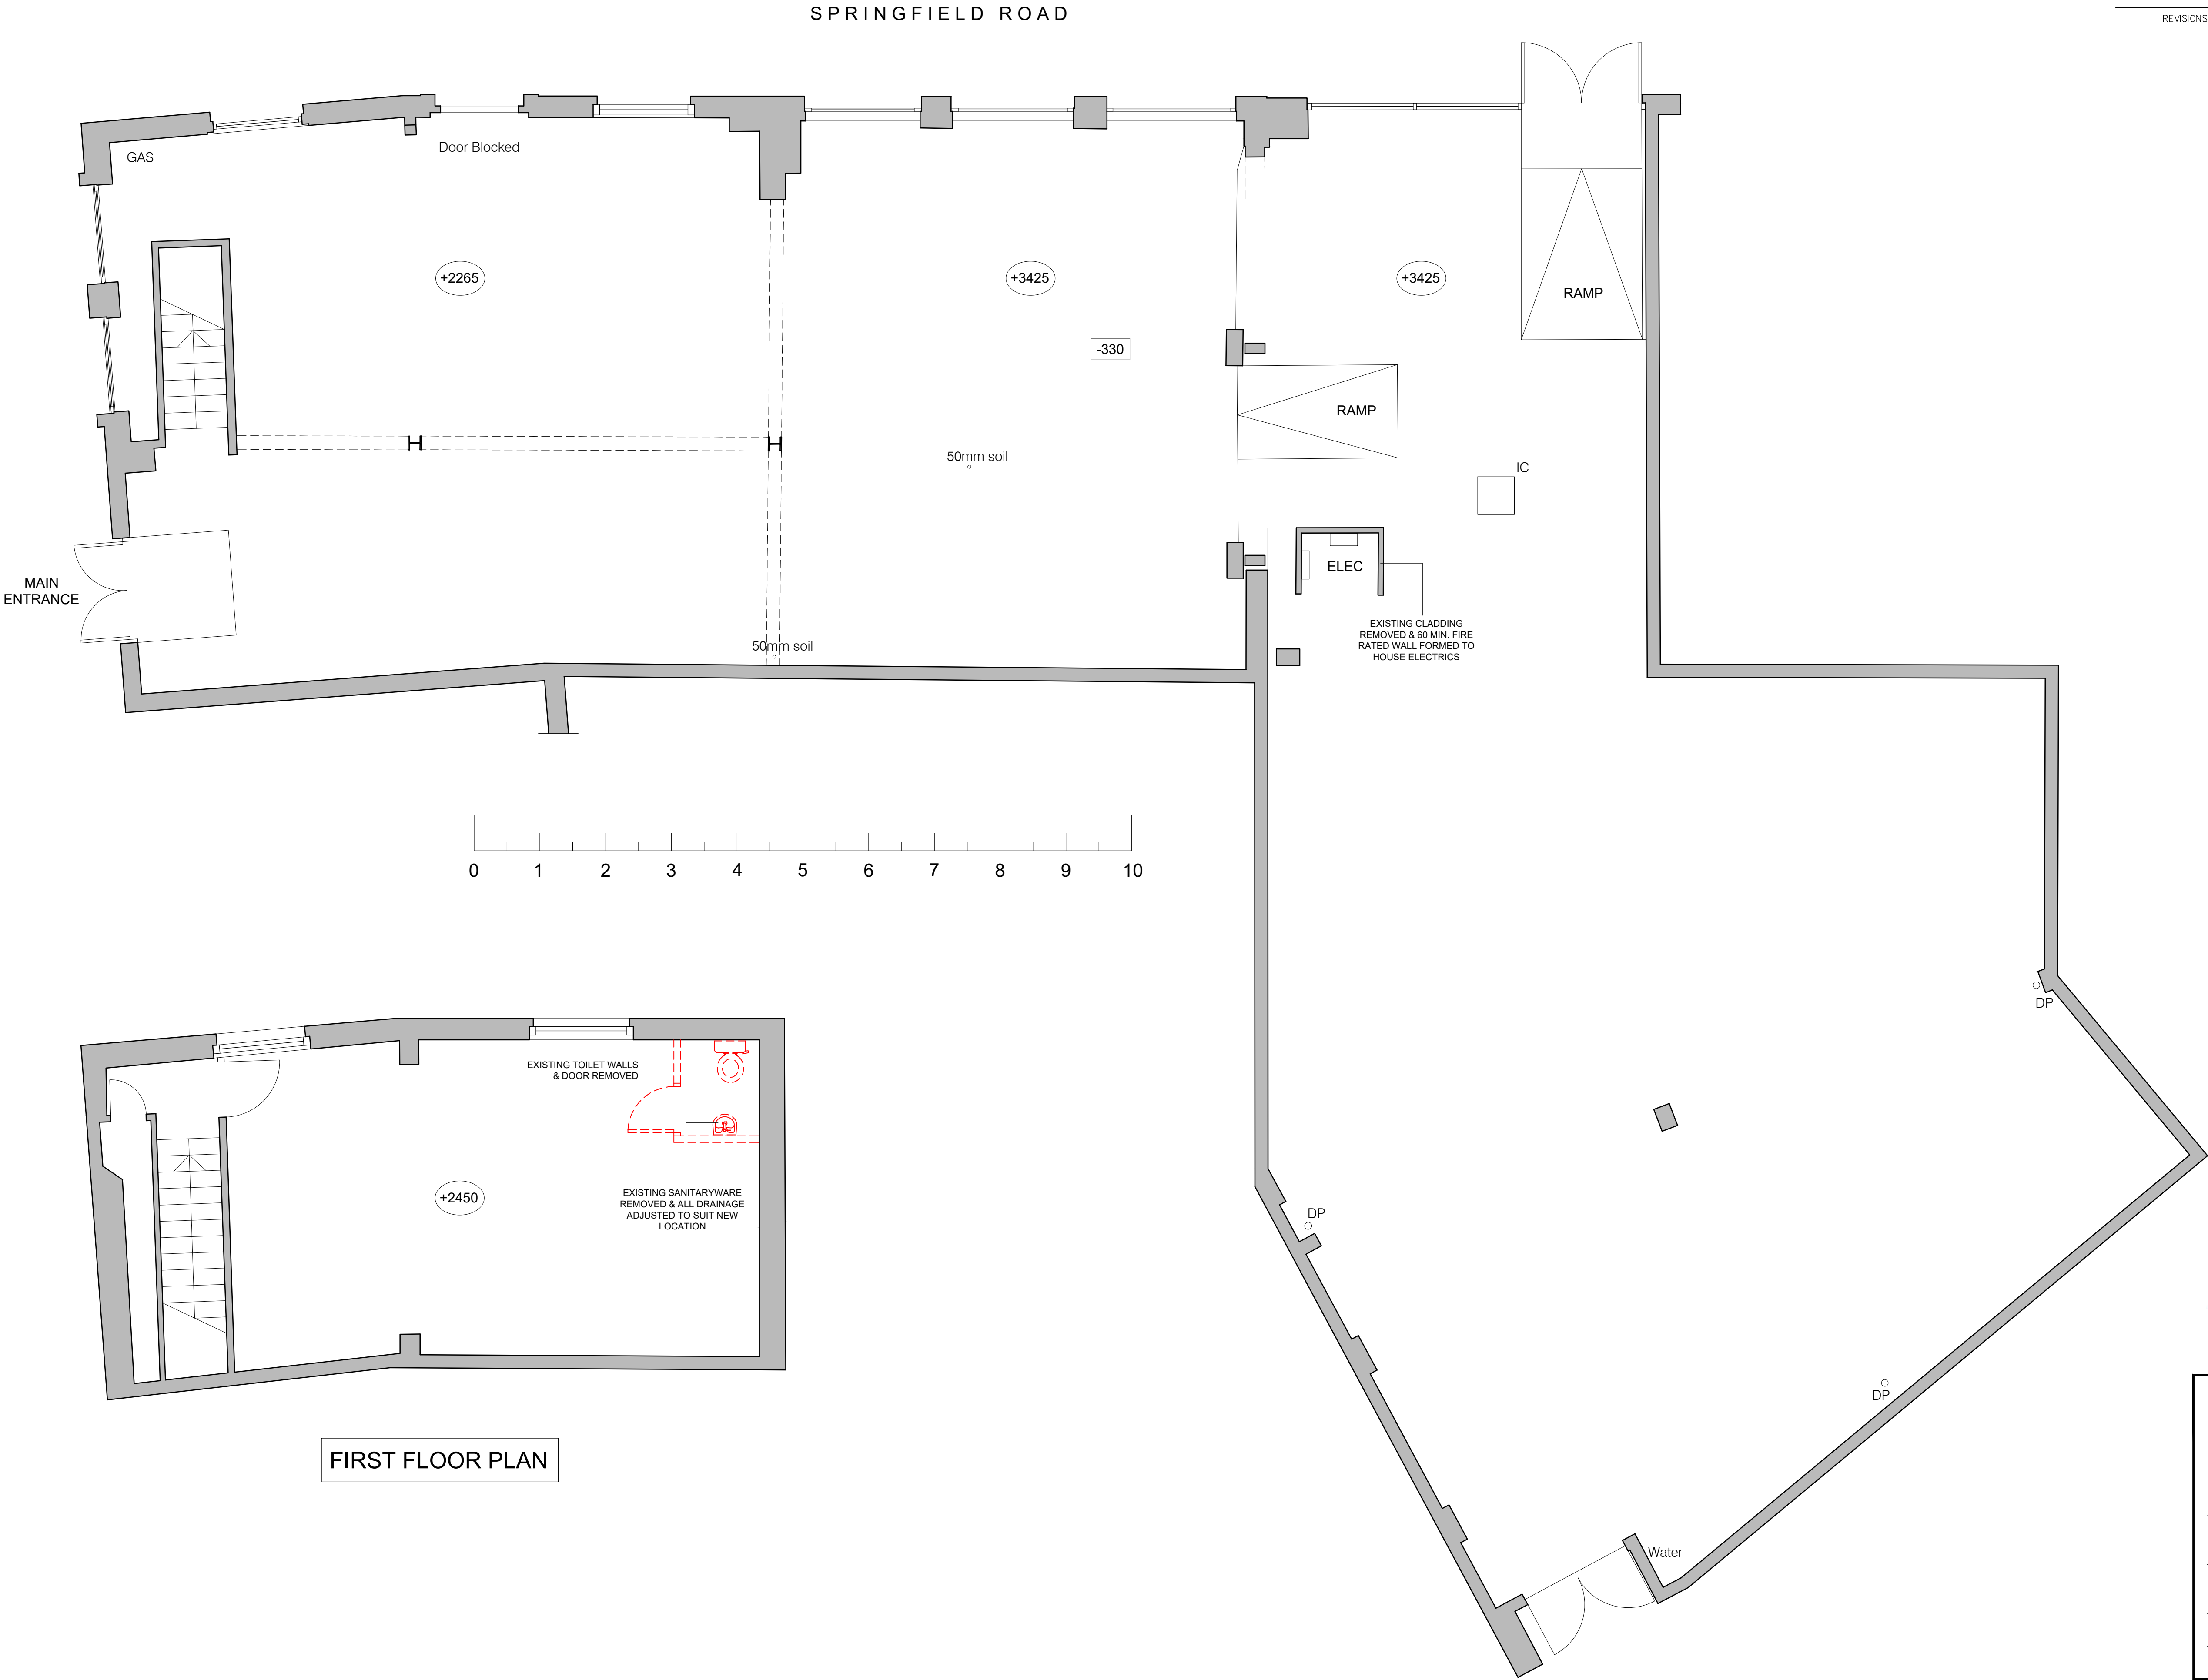 SPRINGFIELD ROAD
REVISIONS
GAS
Door Blocked
+2265
+3425
+3425
RAMP
-330
RAMP
50mm soil
IC
ELEC
MAIN
ENTRANCE
EXISTING CLADDING
REMOVED & 60 MIN. FIRE
RATED WALL FORMED TO
HOUSE ELECTRICS
50mm soil
0 1 2 3 4 5 6 7 8 9 10
DP
EXISTING TOILET WALLS
& DOOR REMOVED
+2450
EXISTING SANITARYWARE
REMOVED & ALL DRAINAGE
ADJUSTED TO SUIT NEW
LOCATION
DP
DP
FIRST FLOOR PLAN
Water